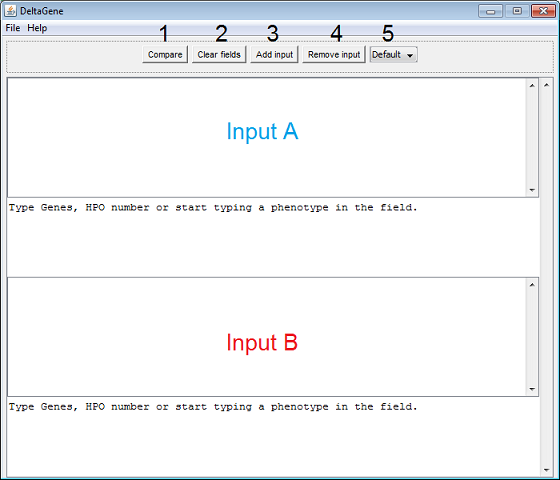 DeltaGene
File Help
1 2 3 4 5
Compare Clear fields Add input Remove input Default
Input A
Type Genes, HPO number or start typing a phenotype in the field.
Input B
Type Genes, HPO number or start typing a phenotype in the field.